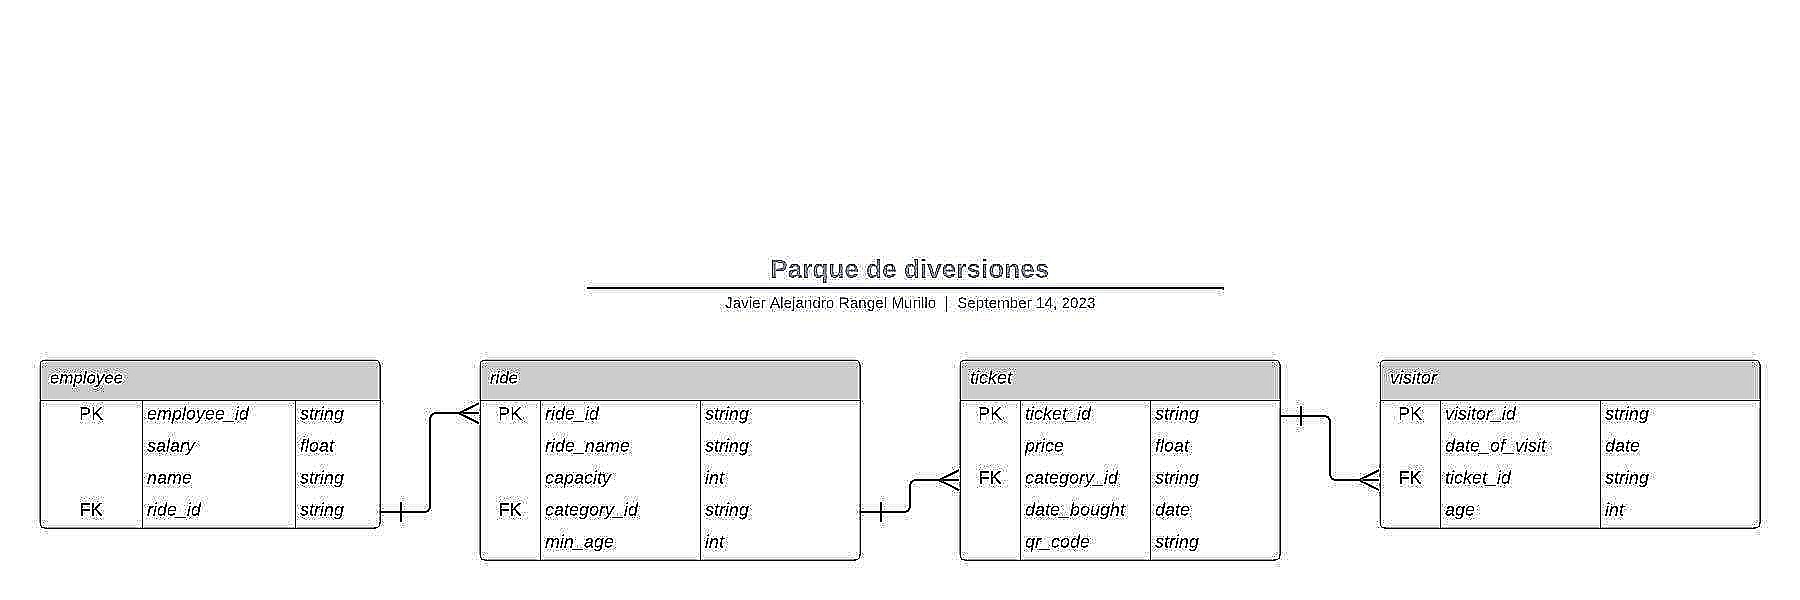 Parque de diversiones
Javier Alejandro Rangel Murillo | September 14, 2023
employee
PK employee_id string
salary float
name string
FK ride_id string
ride
PK ride_id string
ride_name string
capacity int
FK category_id string
min_age int
ticket
PK ticket_id string
price float
FK category_id string
date_bought date
qr_code string
visitor
PK visitor_id string
date_of_visit date
FK ticket_id string
age int